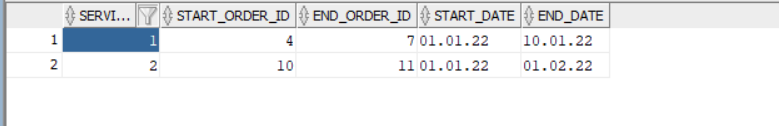 SERVI... START_ORDER_ID END_ORDER_ID START_DATE END_DATE
1 1 4 7 01.01.22 10.01.22
2 2 10 11 01.01.22 01.02.22